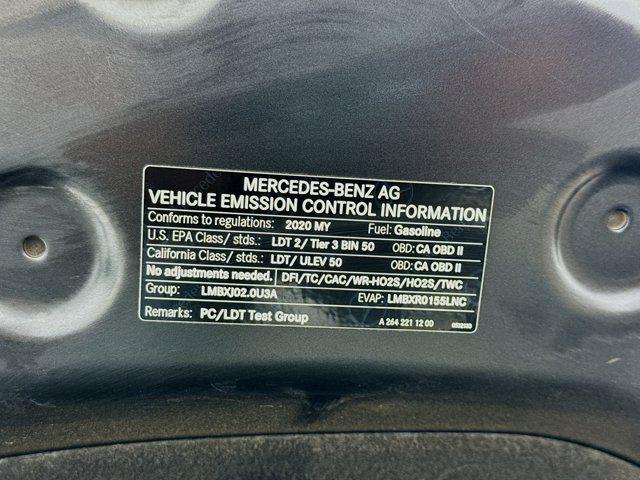 MERCEDES-BENZ AG
VEHICLE EMISSION CONTROL INFORMATION
Conforms to regulations: 2020 MY Fuel: Gasoline
U.S. EPA Class/ stds.: LDT 2/ Tier 3 BIN 50 OBD: CA OBD II
California Class/ stds.: LDT/ ULEV 50 OBD: CA OBD II
No adjustments needed. DFI/TC/CAC/WR-HO2S/HO2S/TWC
Group: LMBXJ02.0U3A EVAP: LMBXR0155LNC
Remarks: PC/LDT Test Group A 264 221 12 00